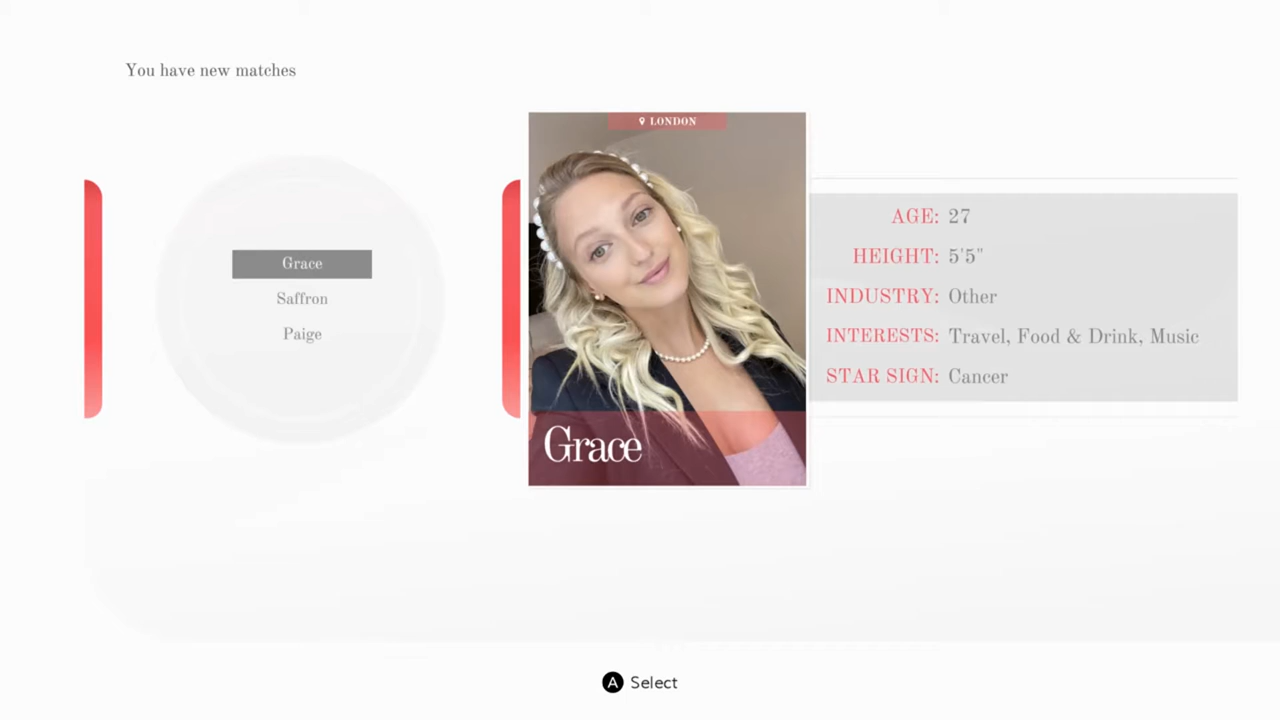 You have new matches
Grace
Saffron
Paige
LONDON
Grace
AGE: 27
HEIGHT: 5'5"
INDUSTRY: Other
INTERESTS: Travel, Food & Drink, Music
STAR SIGN: Cancer
A Select